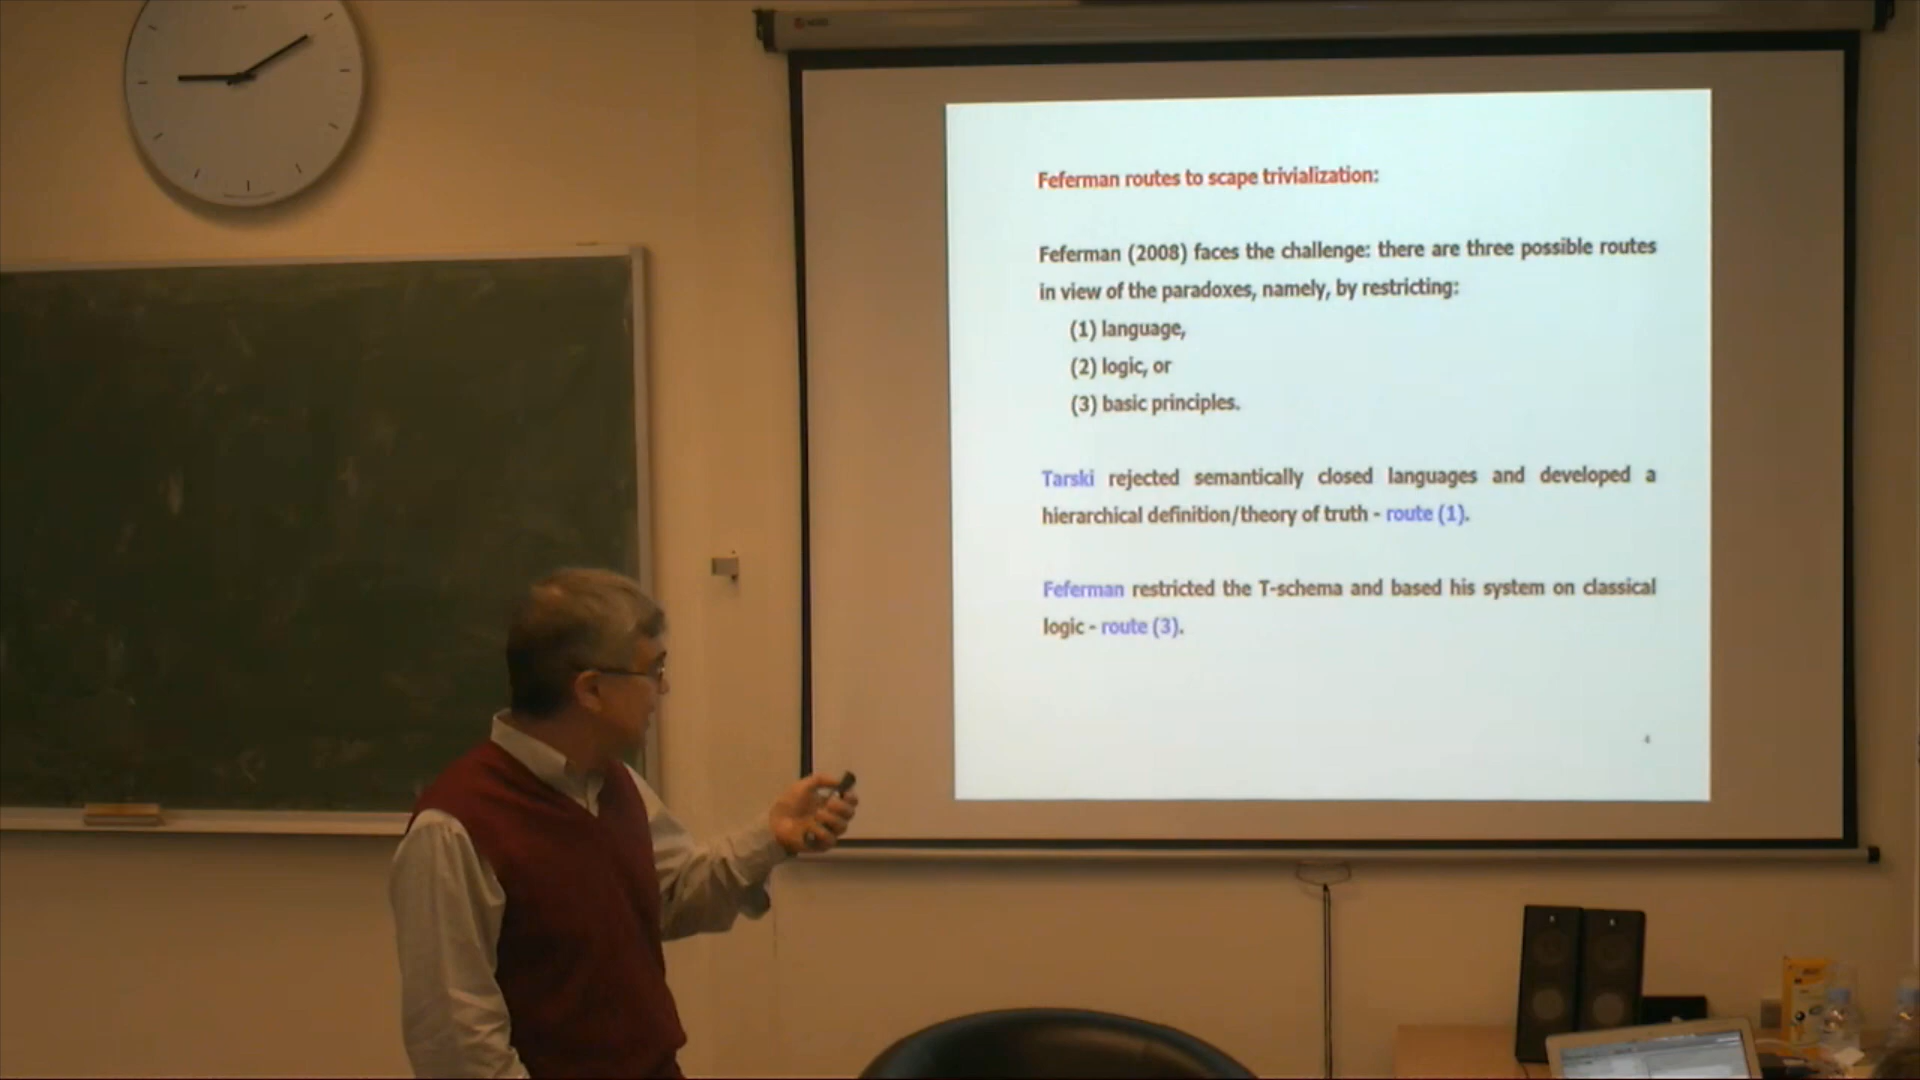 Feferman routes to scape trivialization:
Feferman (2008) faces the challenge: there are three possible routes
in view of the paradoxes, namely, by restricting:
(1) language,
(2) logic, or
(3) basic principles.
Tarski rejected semantically closed languages and developed a
hierarchical definition/theory of truth - route (1).
Feferman restricted the T-schema and based his system on classical
logic - route (3).
4